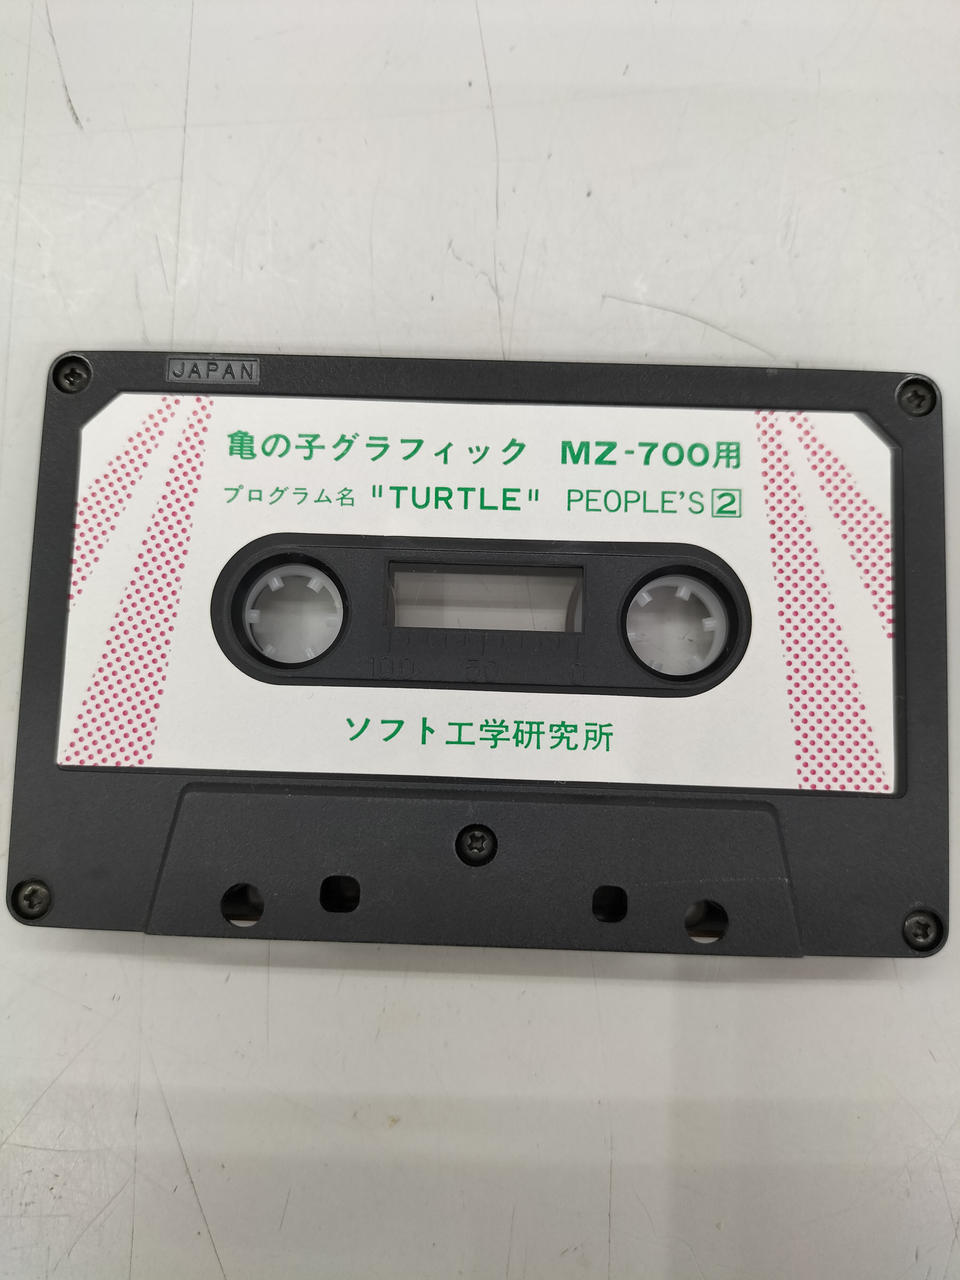 JAPAN
亀の子グラフィック MZ-700用
プログラム名 "TURTLE" PEOPLE'S 2
100 50 0
ソフト工学研究所